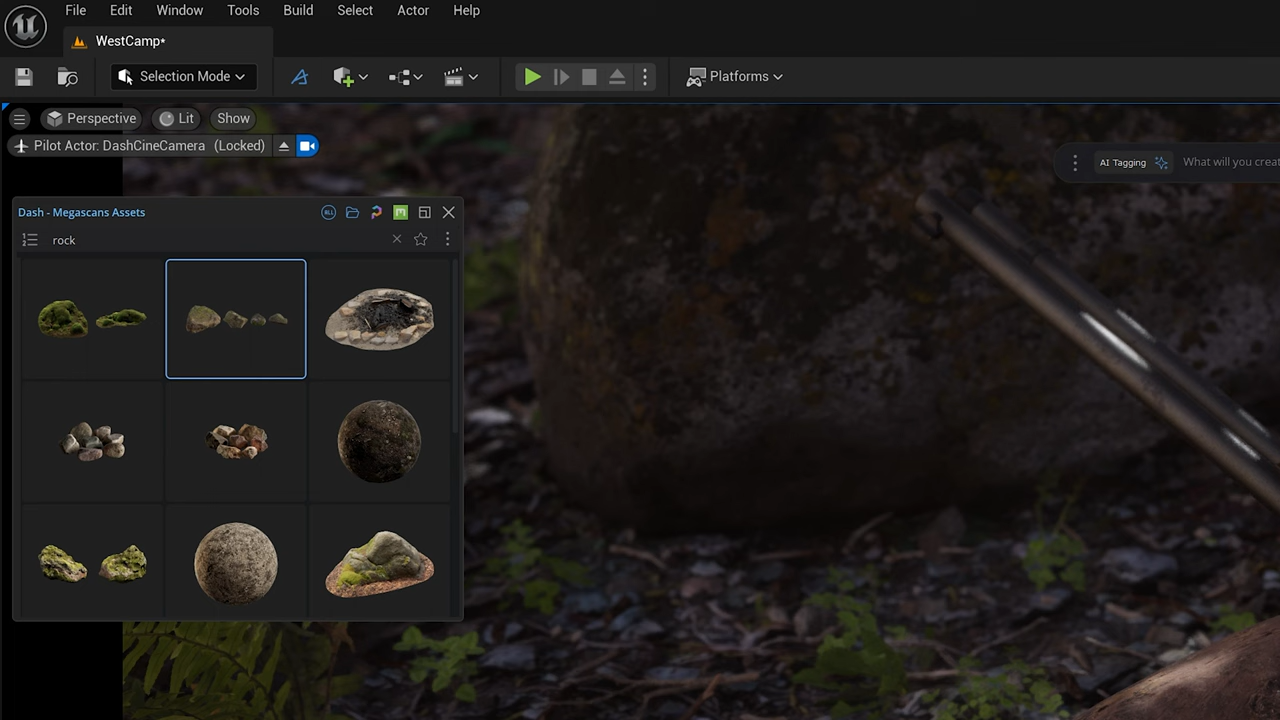 File Edit Window Tools Build Select Actor Help
WestCamp*
Selection Mode Platforms
Perspective Lit Show
Pilot Actor: DashCineCamera (Locked)
AI Tagging What will you creat
Dash - Megascans Assets
rock